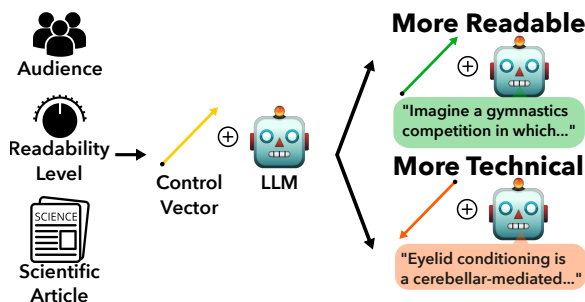 Audience
Readability
Level
SCIENCE
Scientific
Article
Control
Vector
LLM
More Readable
"Imagine a gymnastics
competition in which..."
More Technical
"Eyelid conditioning is
a cerebellar-mediated..."